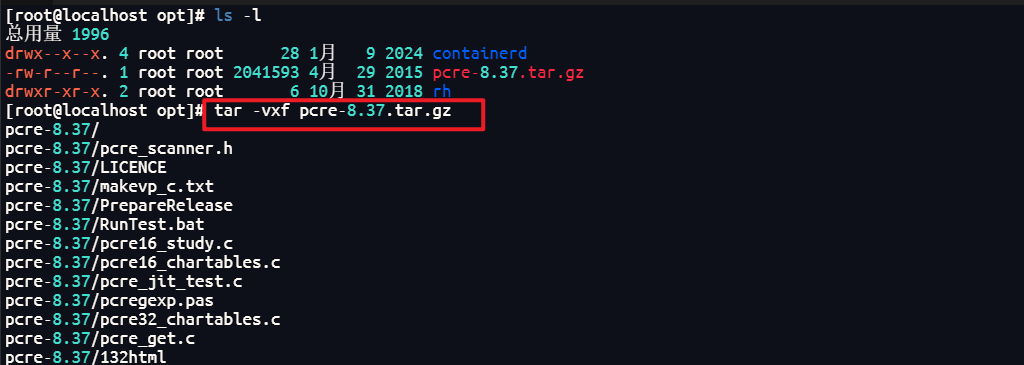 [root@localhost opt]# ls -l
总用量 1996
drwx--x--x. 4 root root      28 1月   9 2024 containerd
-rw-r--r--. 1 root root 2041593 4月  29 2015 pcre-8.37.tar.gz
drwxr-xr-x. 2 root root       6 10月 31 2018 rh
[root@localhost opt]# tar -vxf pcre-8.37.tar.gz
pcre-8.37/
pcre-8.37/pcre_scanner.h
pcre-8.37/LICENCE
pcre-8.37/makevp_c.txt
pcre-8.37/PrepareRelease
pcre-8.37/RunTest.bat
pcre-8.37/pcre16_study.c
pcre-8.37/pcre16_chartables.c
pcre-8.37/pcre_jit_test.c
pcre-8.37/pcregexp.pas
pcre-8.37/pcre32_chartables.c
pcre-8.37/pcre_get.c
pcre-8.37/132html